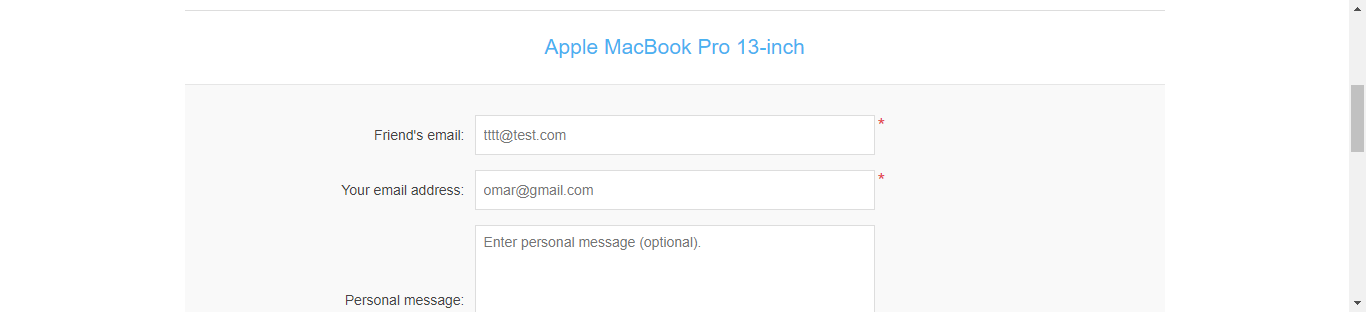 Apple MacBook Pro 13-inch
Friend's email: tttt@test.com *
Your email address: omar@gmail.com *
Enter personal message (optional).
Personal message: